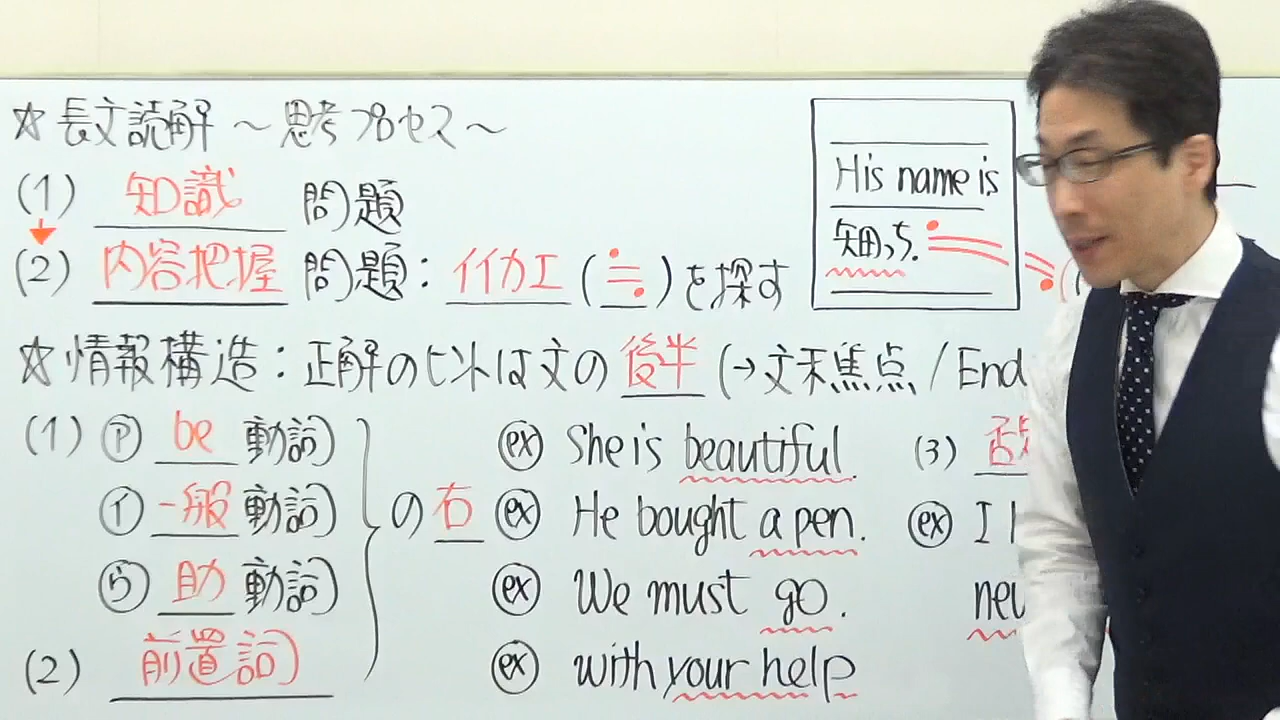 ☆長文読解 ～思考プロセス～
(1) 知識 問題
(2) 内容把握 問題：イイカエ(≒)を探す
His name is
知っち.
☆情報構造：正解のヒントは文の後半(→文末焦点/End
(1) ㋐ be 動詞
㋑ 一般動詞
㋒ 助動詞
の右
(2) 前置詞
ex She is beautiful.
ex He bought a pen.
ex We must go.
ex with your help
(3) 否
ex I